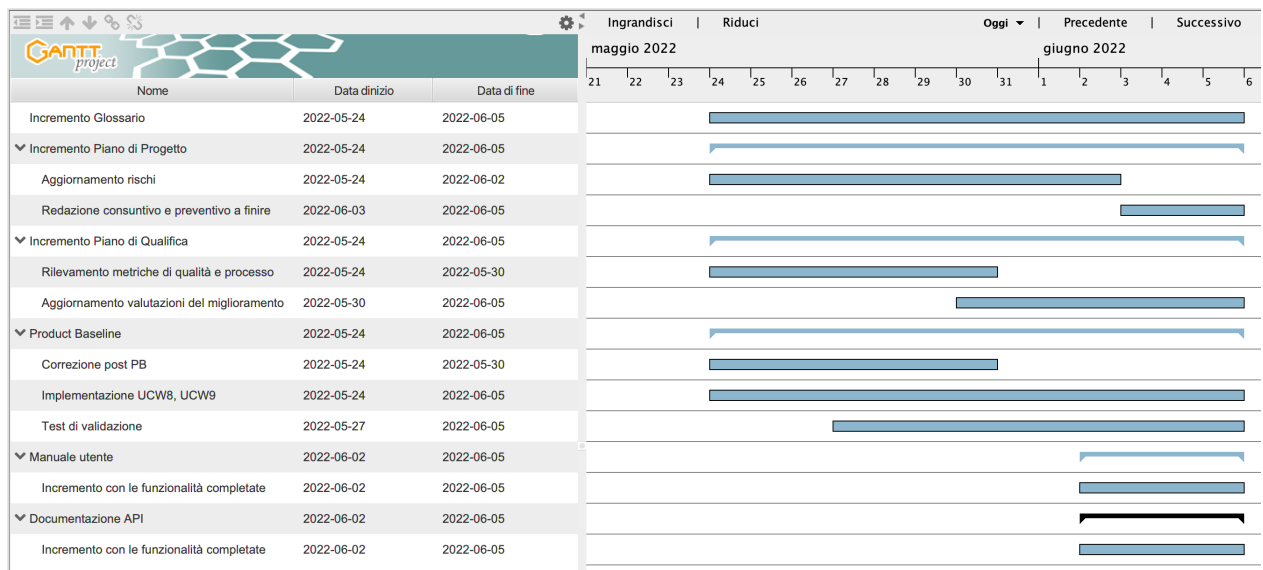 Ingrandisci | Riduci Oggi | Precedente | Successivo
GANTT project
maggio 2022 giugno 2022
Nome Data dinizio Data di fine
21 22 23 24 25 26 27 28 29 30 31 1 2 3 4 5 6
Incremento Glossario 2022-05-24 2022-06-05
Incremento Piano di Progetto 2022-05-24 2022-06-05
Aggiornamento rischi 2022-05-24 2022-06-02
Redazione consuntivo e preventivo a finire 2022-06-03 2022-06-05
Incremento Piano di Qualifica 2022-05-24 2022-06-05
Rilevamento metriche di qualità e processo 2022-05-24 2022-05-30
Aggiornamento valutazioni del miglioramento 2022-05-30 2022-06-05
Product Baseline 2022-05-24 2022-06-05
Correzione post PB 2022-05-24 2022-05-30
Implementazione UCW8, UCW9 2022-05-24 2022-06-05
Test di validazione 2022-05-27 2022-06-05
Manuale utente 2022-06-02 2022-06-05
Incremento con le funzionalità completate 2022-06-02 2022-06-05
Documentazione API 2022-06-02 2022-06-05
Incremento con le funzionalità completate 2022-06-02 2022-06-05